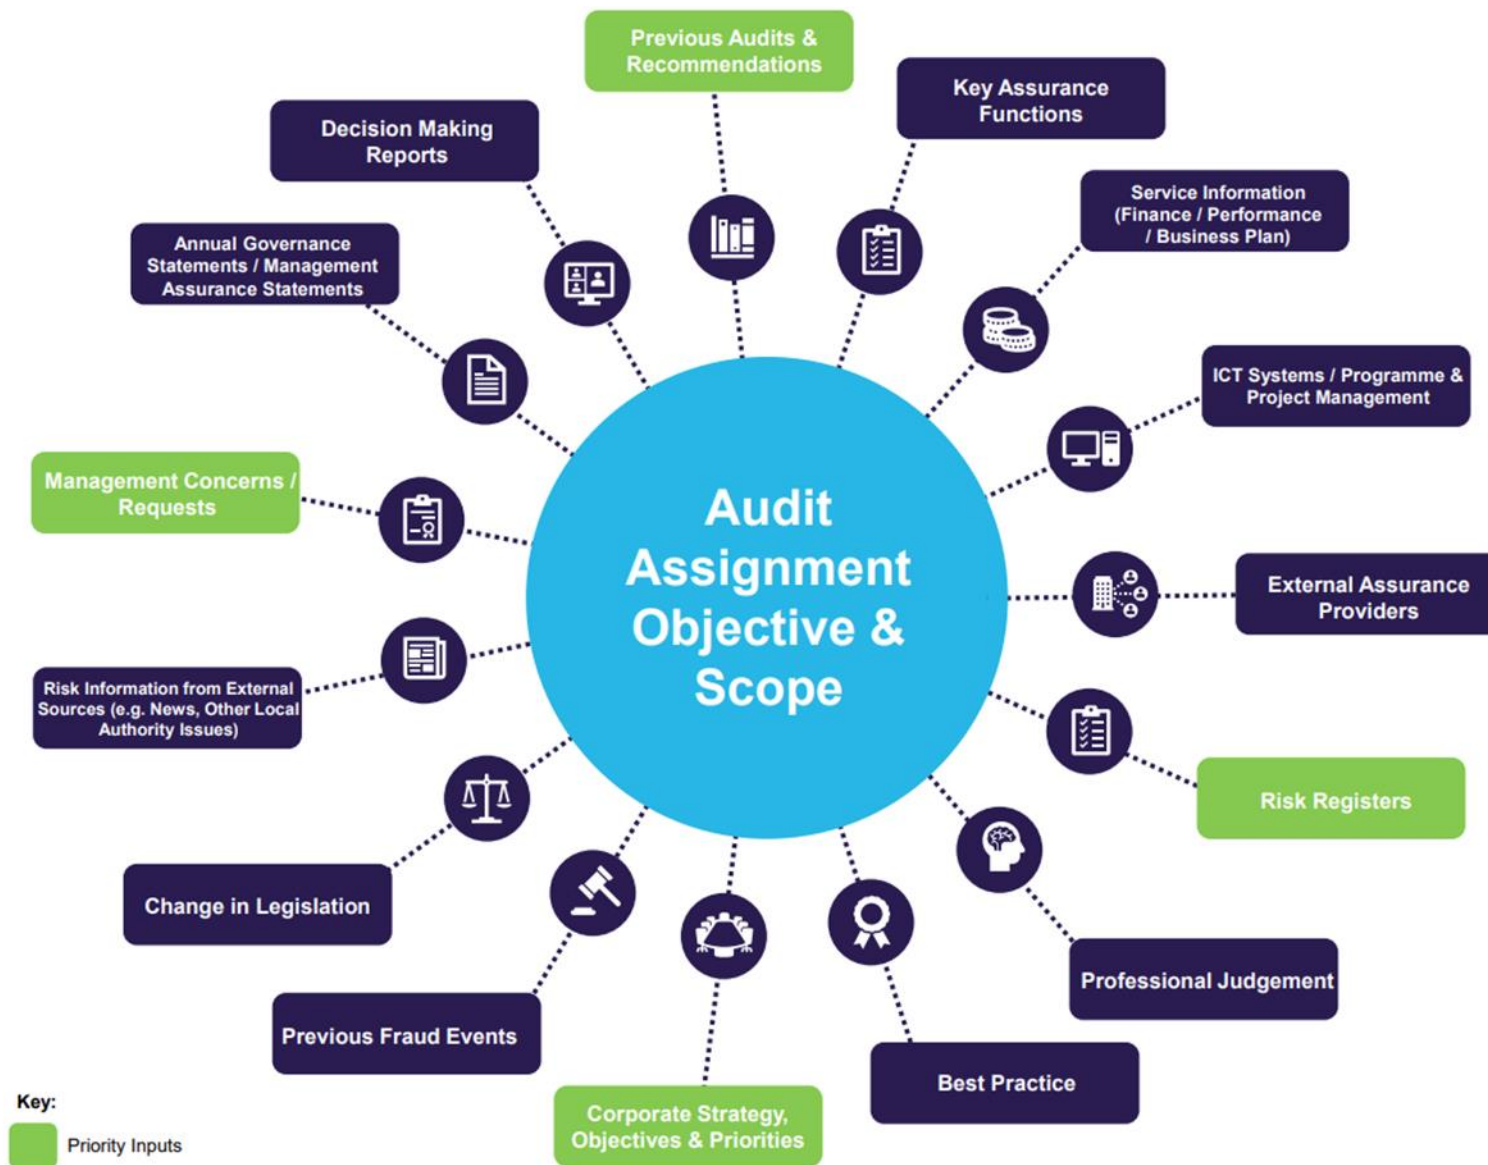 Previous Audits &
Recommendations
Key Assurance
Functions
Decision Making
Reports
Service Information
(Finance / Performance
/ Business Plan)
Annual Governance
Statements / Management
Assurance Statements
ICT Systems / Programme &
Project Management
Management Concerns /
Requests
Audit
Assignment
Objective &
Scope
External Assurance
Providers
Risk Information from External
Sources (e.g. News, Other Local
Authority Issues)
Risk Registers
Change in Legislation
Professional Judgement
Previous Fraud Events
Best Practice
Corporate Strategy,
Objectives & Priorities
Key:
Priority Inputs